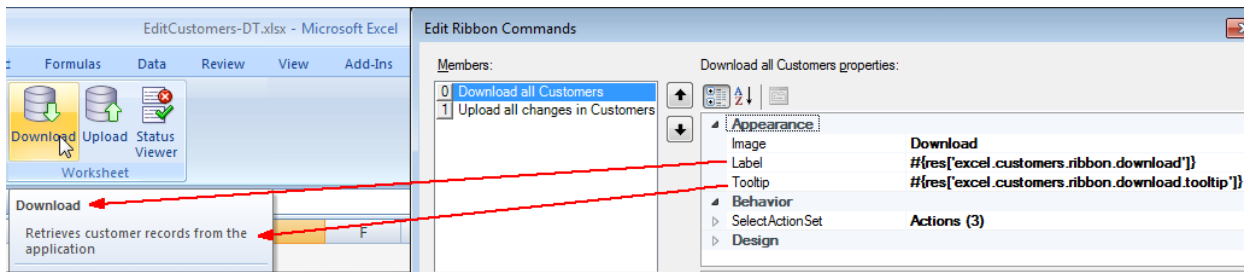 EditCustomers-DT.xlsx - Microsoft Excel
Formulas Data Review View Add-Ins
Download Upload Status Viewer
Worksheet
Download
Retrieves customer records from the
application
F
Edit Ribbon Commands
Members:
0 Download all Customers
1 Upload all changes in Customers
Download all Customers properties:
Appearance
Image Download
Label #{res['excel.customers.ribbon.download']}
Tooltip #{res['excel.customers.ribbon.download.tooltip']}
Behavior
SelectActionSet Actions (3)
Design